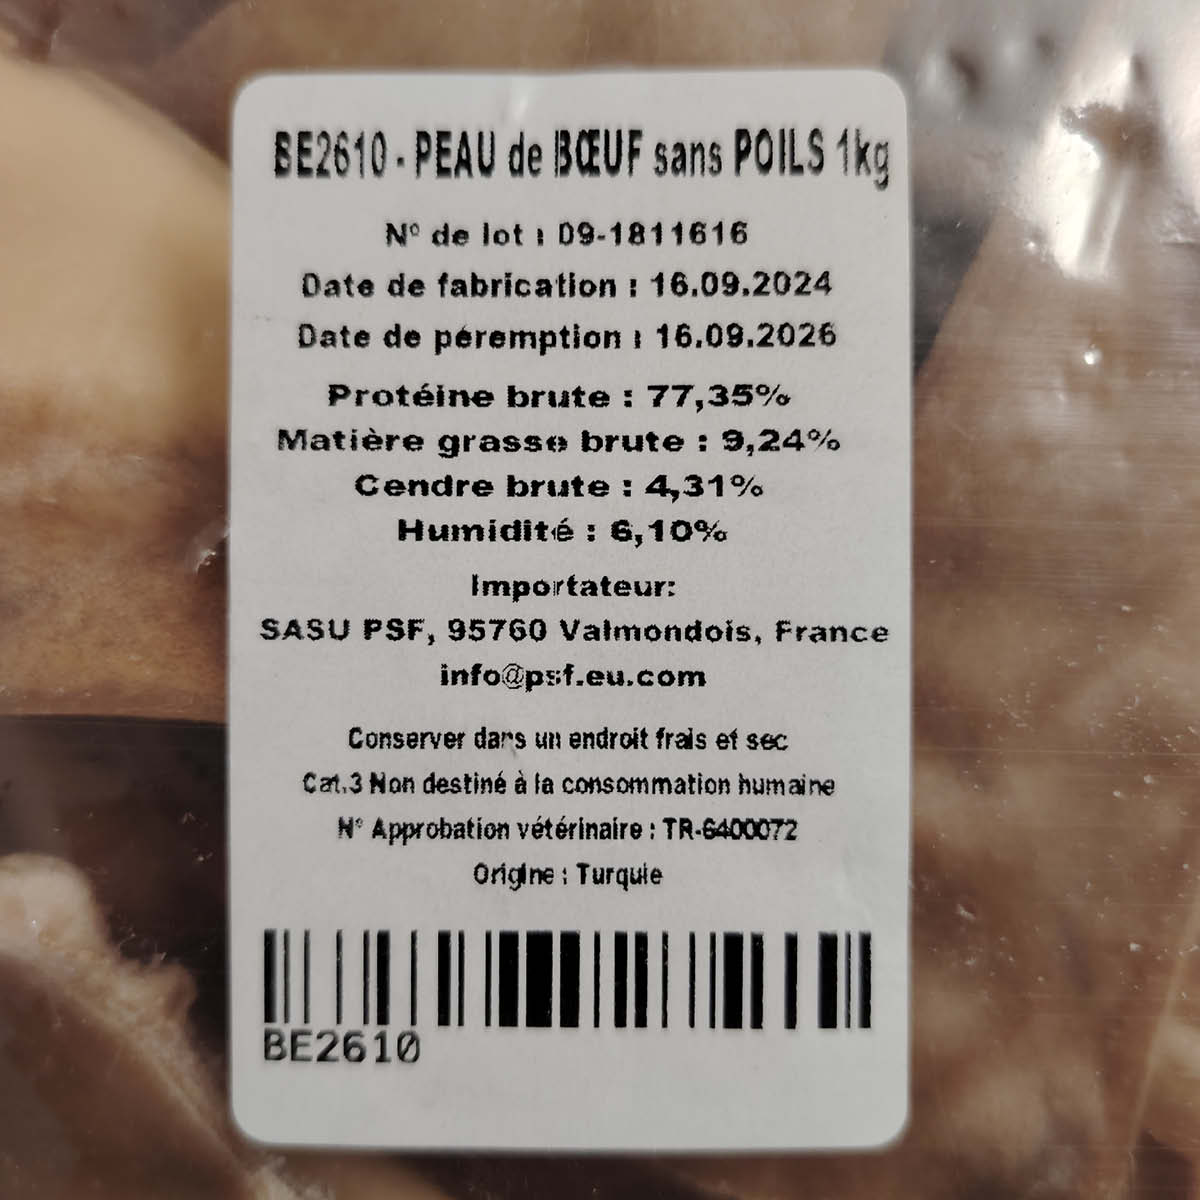 BE2610 - PEAU de BŒUF sans POILS 1kg
N° de lot : 09-1811616
Date de fabrication : 16.09.2024
Date de péremption : 16.09.2026
Protéine brute : 77,35%
Matière grasse brute : 9,24%
Cendre brute : 4,31%
Humidité : 6,10%
Importateur:
SASU PSF, 95760 Valmondois, France
info@psf.eu.com
Conserver dans un endroit frais et sec
Cat.3 Non destiné à la consommation humaine
N° Approbation vétérinaire : TR-6400072
Origine : Turquie
BE2610